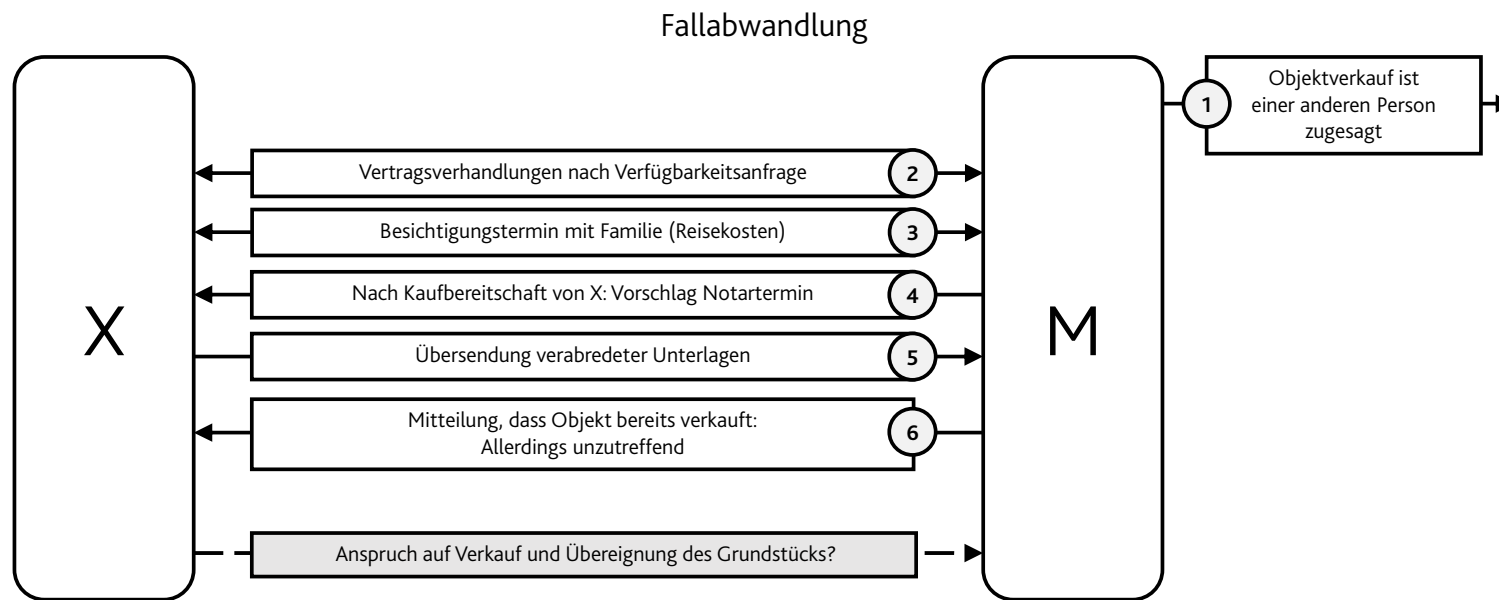 Fallabwandlung
X
M
1
Objektverkauf ist
einer anderen Person
zugesagt
Vertragsverhandlungen nach Verfügbarkeitsanfrage
2
Besichtigungstermin mit Familie (Reisekosten)
3
Nach Kaufbereitschaft von X: Vorschlag Notartermin
4
Übersendung verabredeter Unterlagen
5
Mitteilung, dass Objekt bereits verkauft:
Allerdings unzutreffend
6
Anspruch auf Verkauf und Übereignung des Grundstücks?